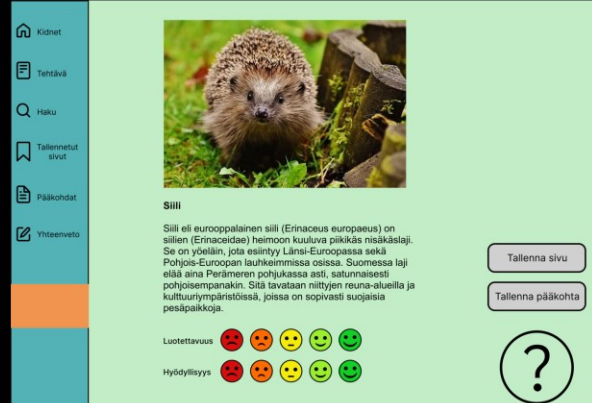 Kidnet
Tehtävä
Haku
Tallennetut
sivut
Pääkohdat
Yhteenveto
Siili
Siili eli eurooppalainen siili (Erinaceus europaeus) on
siilien (Erinaceidae) heimoon kuuluva piikikäs nisäkäslaji.
Se on yöeläin, jota esiintyy Länsi-Euroopassa sekä
Pohjois-Euroopan lauhkeimmissa osissa. Suomessa laji
elää aina Perämeren pohjukassa asti, satunnaisesti
pohjoisempanakin. Sitä tavataan niittyjen reuna-alueilla ja
kulttuuriympäristöissä, joissa on sopivasti suojaisia
pesäpaikkoja.
Luotettavuus
Hyödyllisyys
Tallenna sivu
Tallenna pääkohta
?